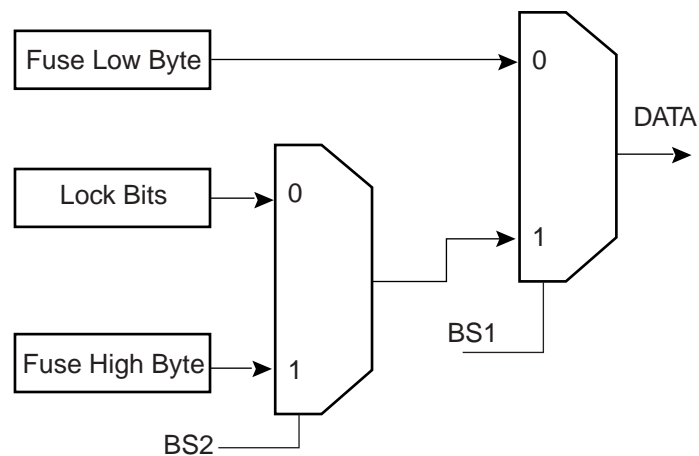 Fuse Low Byte
0
DATA
Lock Bits
0
1
BS1
Fuse High Byte
1
BS2